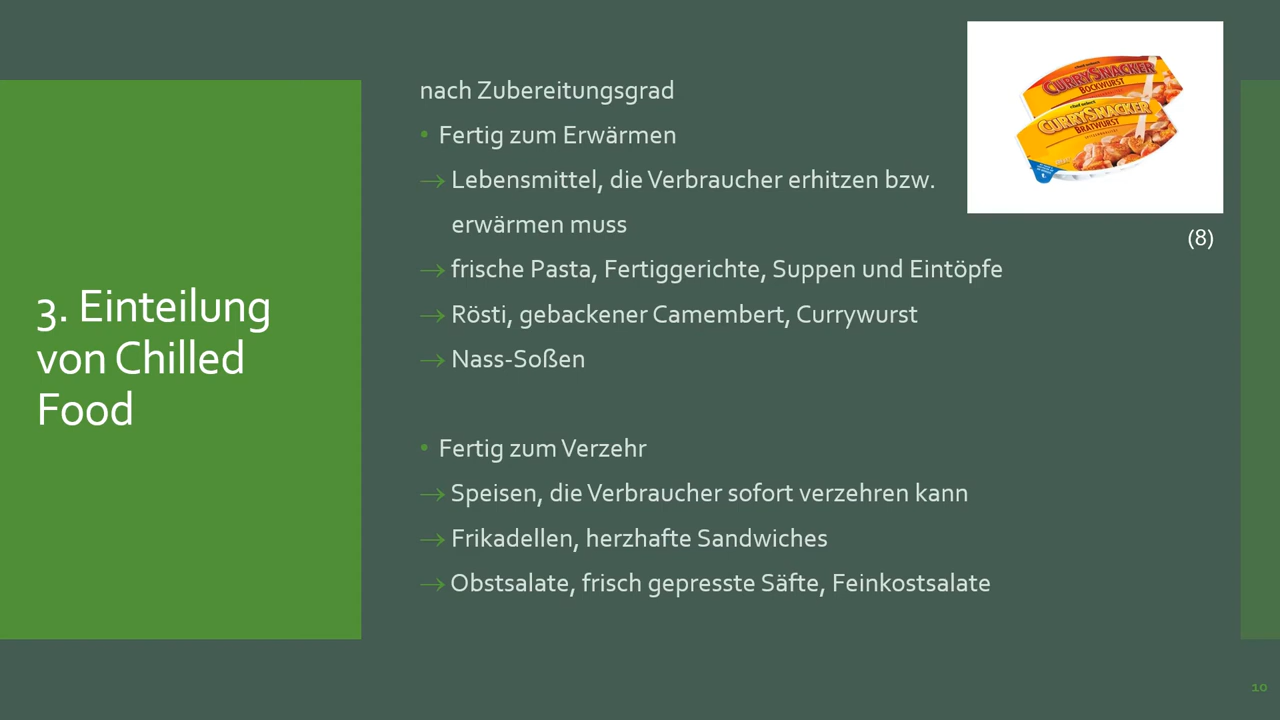 3. Einteilung
von Chilled
Food
nach Zubereitungsgrad
• Fertig zum Erwärmen
→ Lebensmittel, die Verbraucher erhitzen bzw.
erwärmen muss
→ frische Pasta, Fertiggerichte, Suppen und Eintöpfe
→ Rösti, gebackener Camembert, Currywurst
→ Nass-Soßen
• Fertig zum Verzehr
→ Speisen, die Verbraucher sofort verzehren kann
→ Frikadellen, herzhafte Sandwiches
→ Obstsalate, frisch gepresste Säfte, Feinkostsalate
CURRYSNACKER
BOCKWURST
CURRYSNACKER
BRATWURST
(8)
10